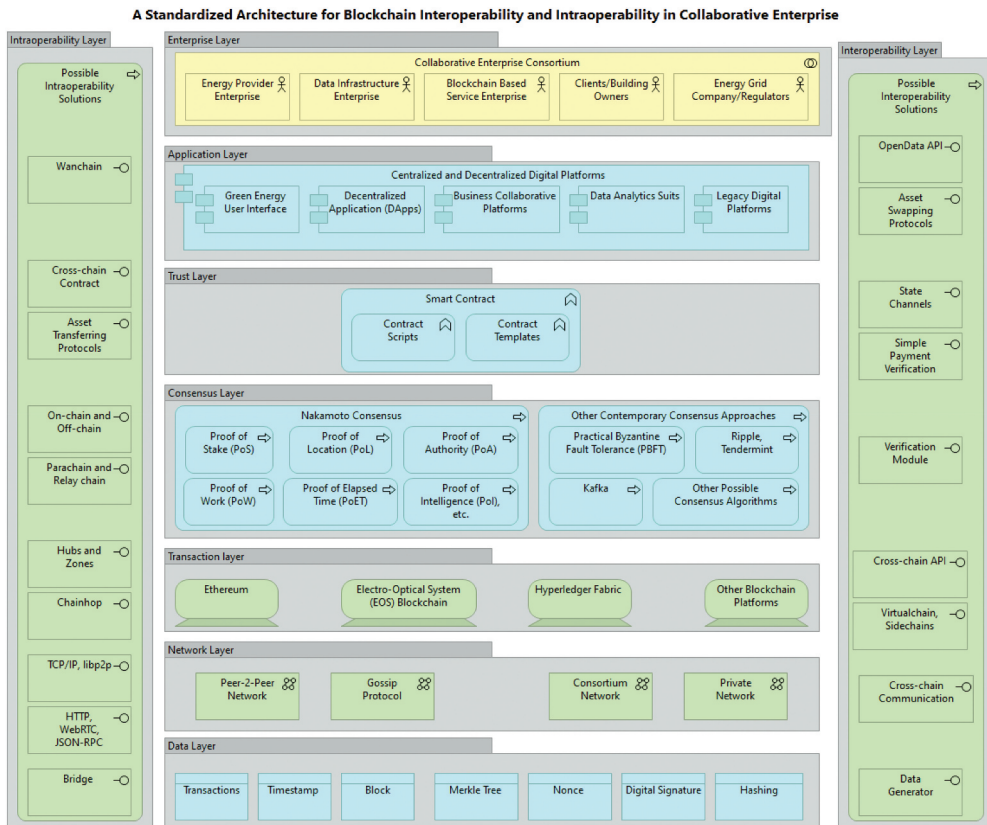 A Standardized Architecture for Blockchain Interoperability and Intraoperability in Collaborative Enterprise
Intraoperability Layer
Possible
Intraoperability
Solutions
Wanchain
Cross-chain
Contract
Asset
Transferring
Protocols
On-chain and
Off-chain
Parachain and
Relay chain
Hubs and
Zones
Chainhop
TCP/IP, libp2p
HTTP,
WebRTC,
JSON-RPC
Bridge
Enterprise Layer
Collaborative Enterprise Consortium
Energy Provider
Enterprise
Data Infrastructure
Enterprise
Blockchain Based
Service Enterprise
Clients/Building
Owners
Energy Grid
Company/Regulators
Application Layer
Centralized and Decentralized Digital Platforms
Green Energy
User Interface
Decentralized
Application (DApps)
Business Collaborative
Platforms
Data Analytics Suits
Legacy Digital
Platforms
Trust Layer
Smart Contract
Contract
Scripts
Contract
Templates
Consensus Layer
Nakamoto Consensus
Proof of
Stake (PoS)
Proof of
Location (PoL)
Proof of
Authority (PoA)
Proof of
Work (PoW)
Proof of Elapsed
Time (PoET)
Proof of
Intelligence (PoI),
etc.
Other Contemporary Consensus Approaches
Practical Byzantine
Fault Tolerance (PBFT)
Ripple,
Tendermint
Kafka
Other Possible
Consensus Algorithms
Transaction layer
Ethereum
Electro-Optical System
(EOS) Blockchain
Hyperledger Fabric
Other Blockchain
Platforms
Network Layer
Peer-2-Peer
Network
Gossip
Protocol
Consortium
Network
Private
Network
Data Layer
Transactions
Timestamp
Block
Merkle Tree
Nonce
Digital Signature
Hashing
Interoperability Layer
Possible
Interoperability
Solutions
OpenData API
Asset
Swapping
Protocols
State
Channels
Simple
Payment
Verification
Verification
Module
Cross-chain API
Virtualchain,
Sidechains
Cross-chain
Communication
Data
Generator